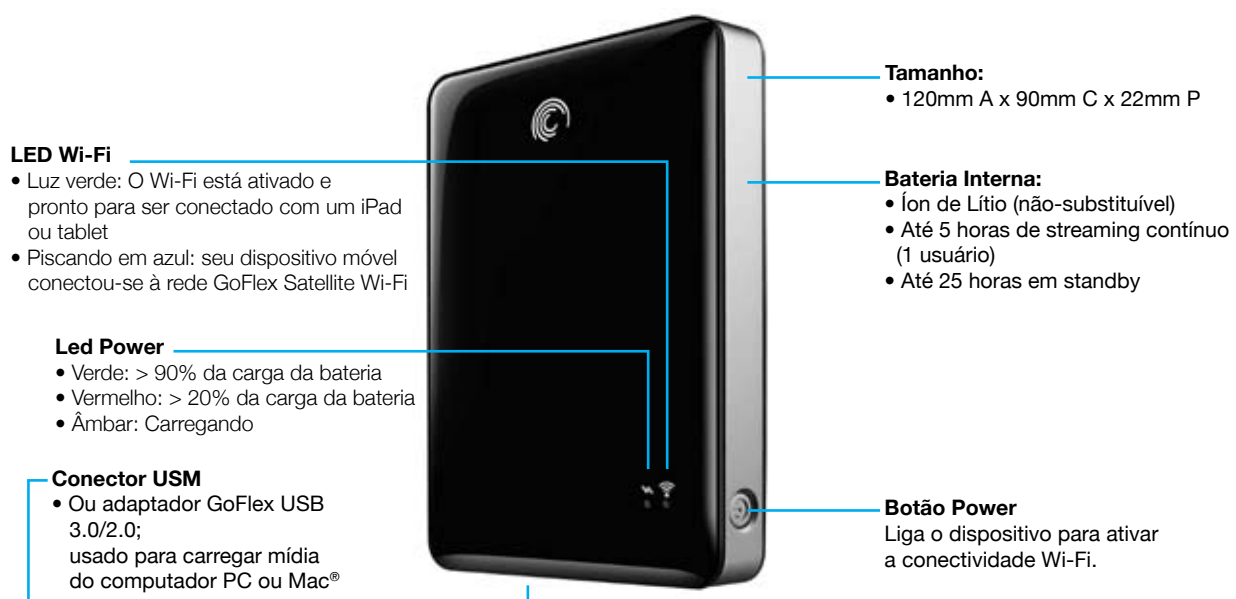 LED Wi-Fi
• Luz verde: O Wi-Fi está ativado e
pronto para ser conectado com um iPad
ou tablet
• Piscando em azul: seu dispositivo móvel
conectou-se à rede GoFlex Satellite Wi-Fi
Led Power
• Verde: > 90% da carga da bateria
• Vermelho: > 20% da carga da bateria
• Âmbar: Carregando
Conector USM
• Ou adaptador GoFlex USB
3.0/2.0;
usado para carregar mídia
do computador PC ou Mac®
Tamanho:
• 120mm A x 90mm C x 22mm P
Bateria Interna:
• Íon de Lítio (não-substituível)
• Até 5 horas de streaming contínuo
(1 usuário)
• Até 25 horas em standby
Botão Power
Liga o dispositivo para ativar
a conectividade Wi-Fi.